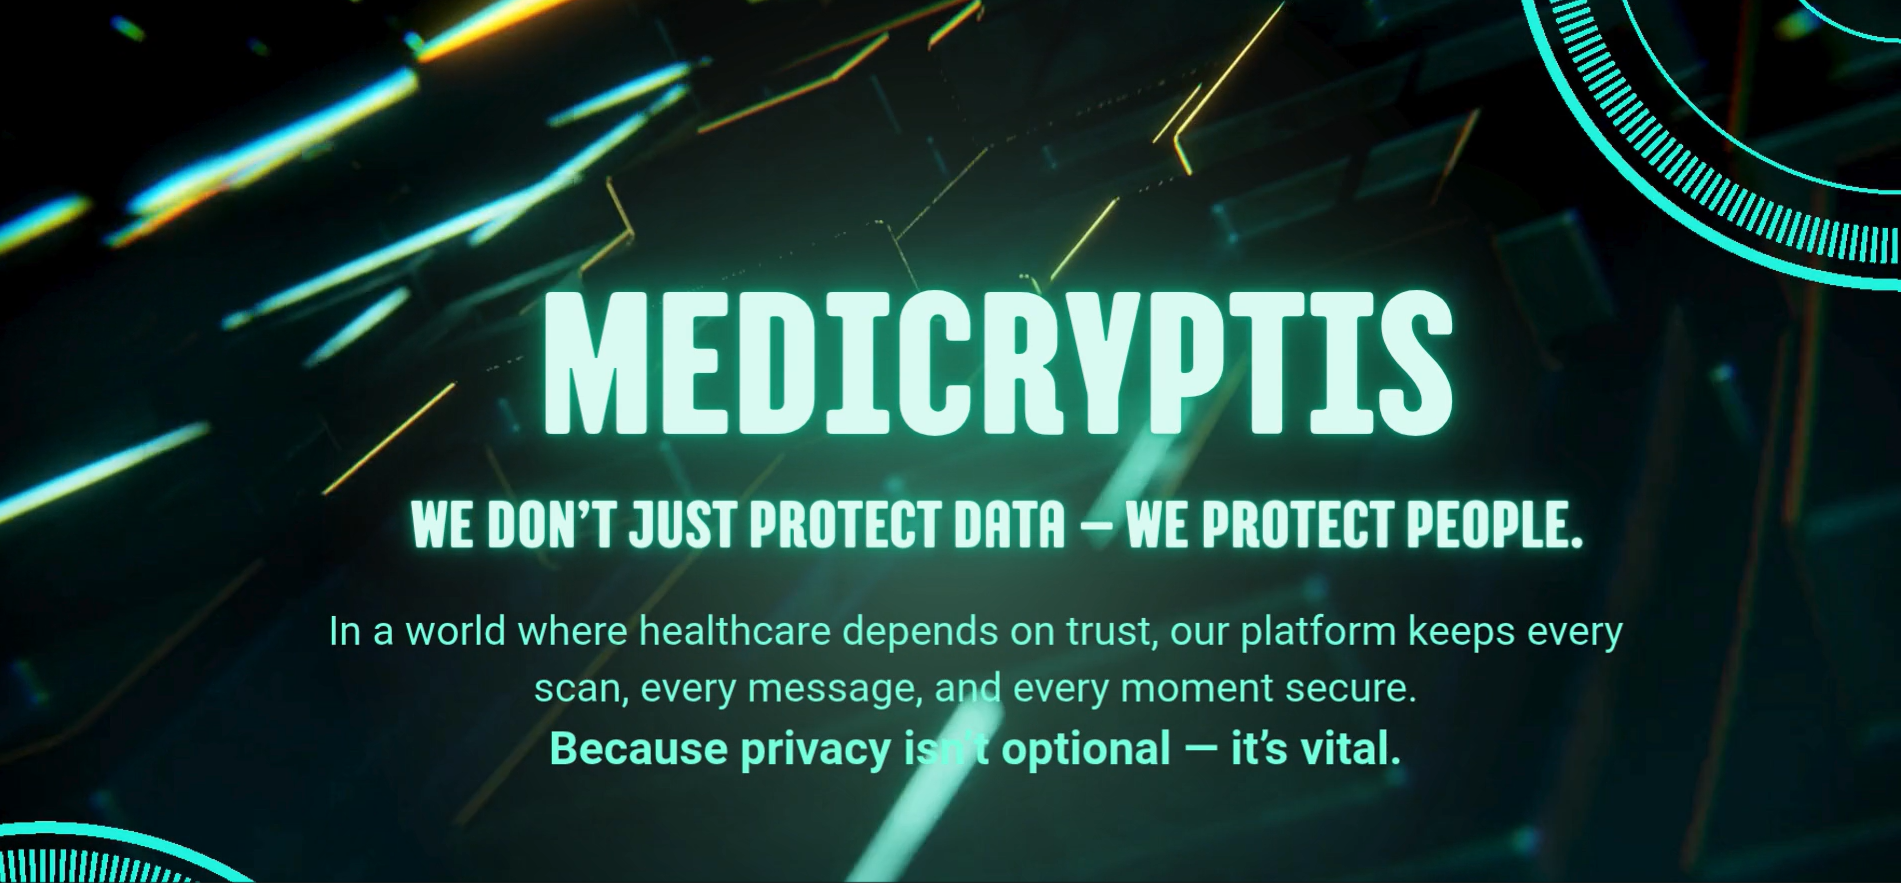 MEDICRYPTIS
WE DON’T JUST PROTECT DATA – WE PROTECT PEOPLE.
In a world where healthcare depends on trust, our platform keeps every
scan, every message, and every moment secure.
Because privacy isn’t optional — it’s vital.